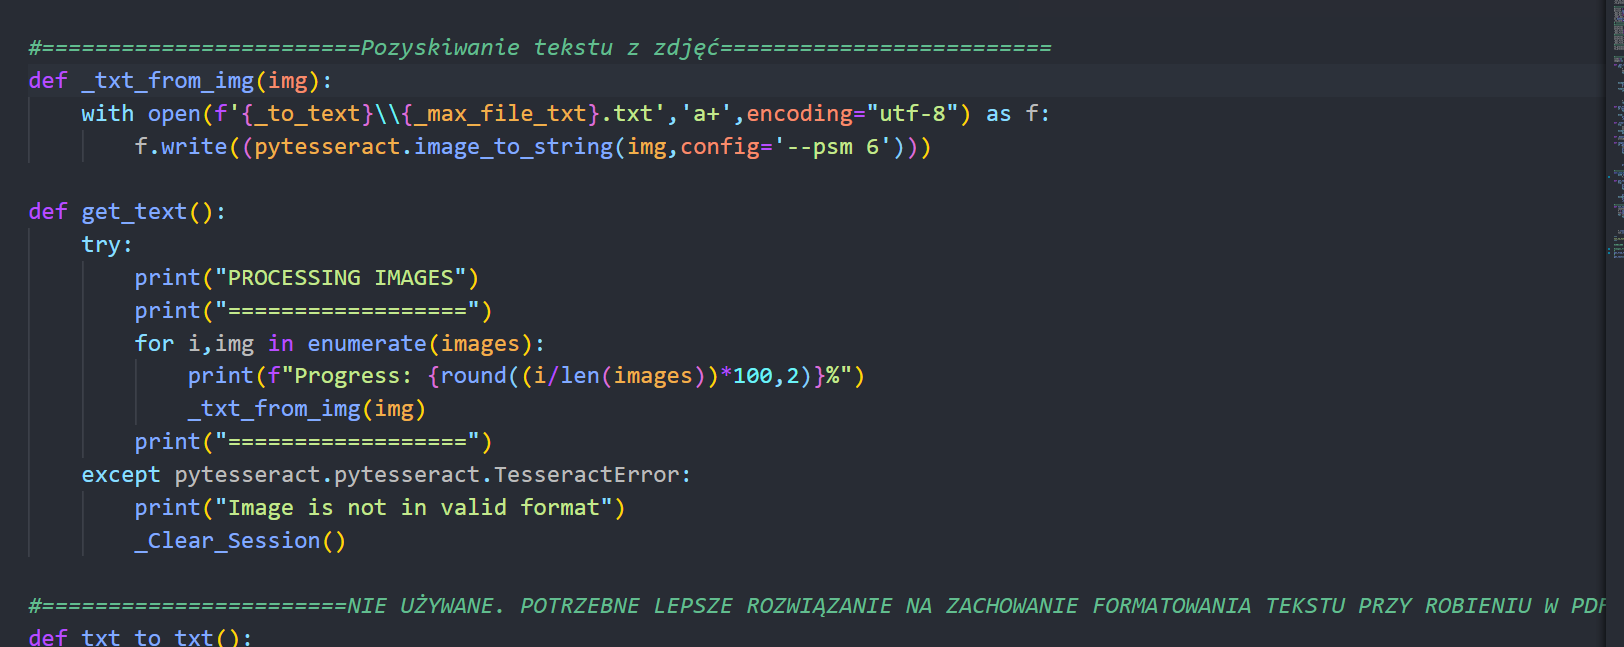 #==========================Pozyskiwanie tekstu z zdjęć=========================
def _txt_from_img(img):
    with open(f'{_to_text}\\{_max_file_txt}.txt','a+',encoding="utf-8") as f:
        f.write((pytesseract.image_to_string(img,config='--psm 6')))
def get_text():
    try:
        print("PROCESSING IMAGES")
        print("==================")
        for i,img in enumerate(images):
            print(f"Progress: {round((i/len(images))*100,2)}%")
            _txt_from_img(img)
        print("==================")
    except pytesseract.pytesseract.TesseractError:
        print("Image is not in valid format")
        _Clear_Session()
#=======================NIE UŻYWANE. POTRZEBNE LEPSZE ROZWIĄZANIE NA ZACHOWANIE FORMATOWANIA TEKSTU PRZY ROBIENIU W PDF
def txt_to_txt():